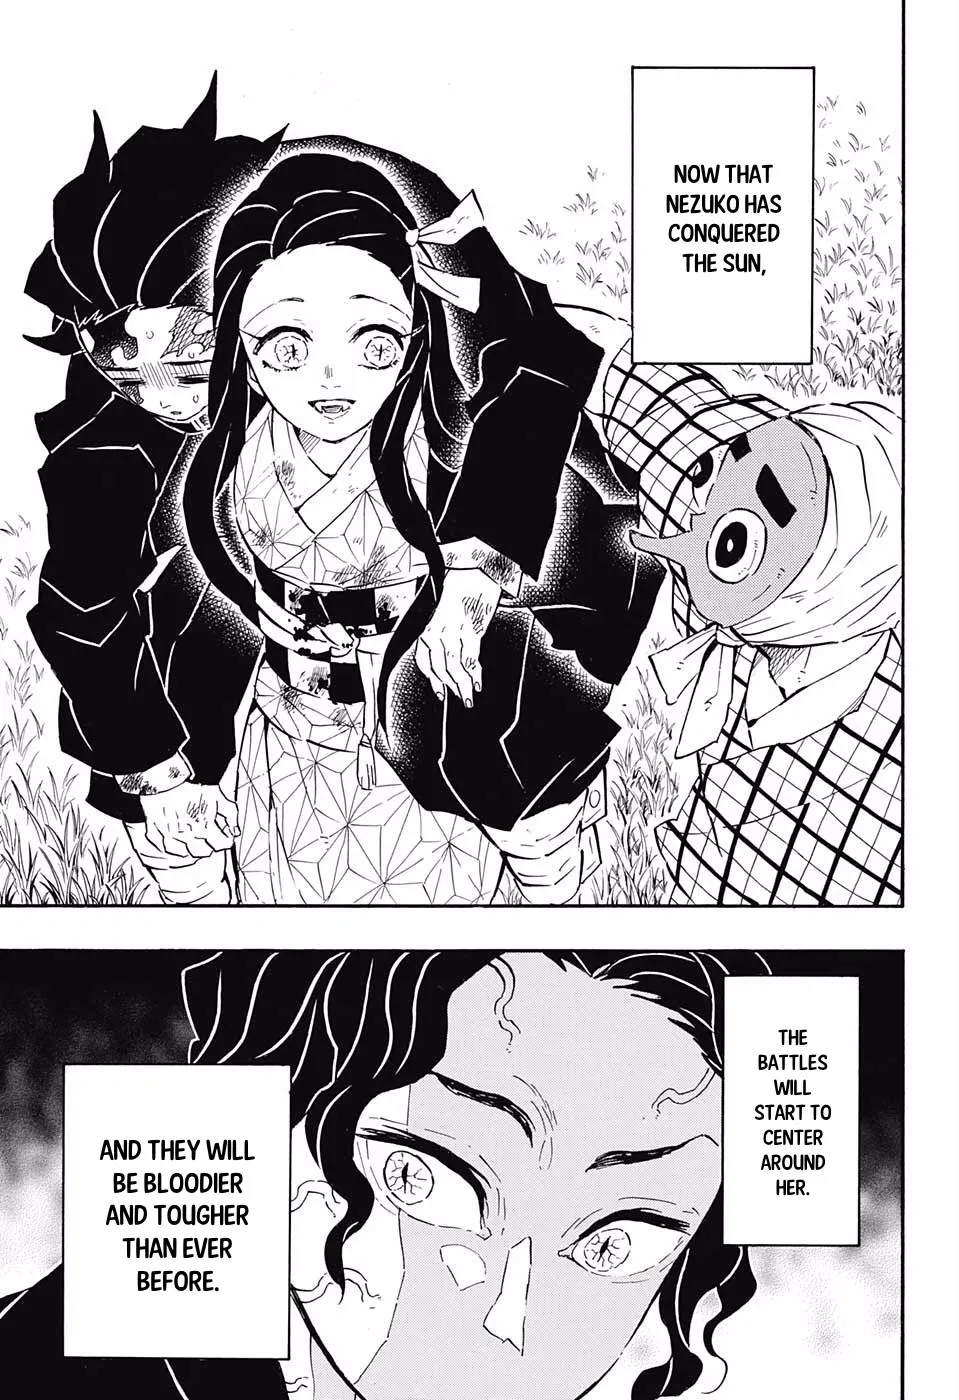 NOW THAT
NEZUKO HAS
CONQUERED
THE SUN,
THE
BATTLES
WILL
START TO
CENTER
AROUND
HER.
AND THEY WILL
BE BLOODIER
AND TOUGHER
THAN EVER
BEFORE.